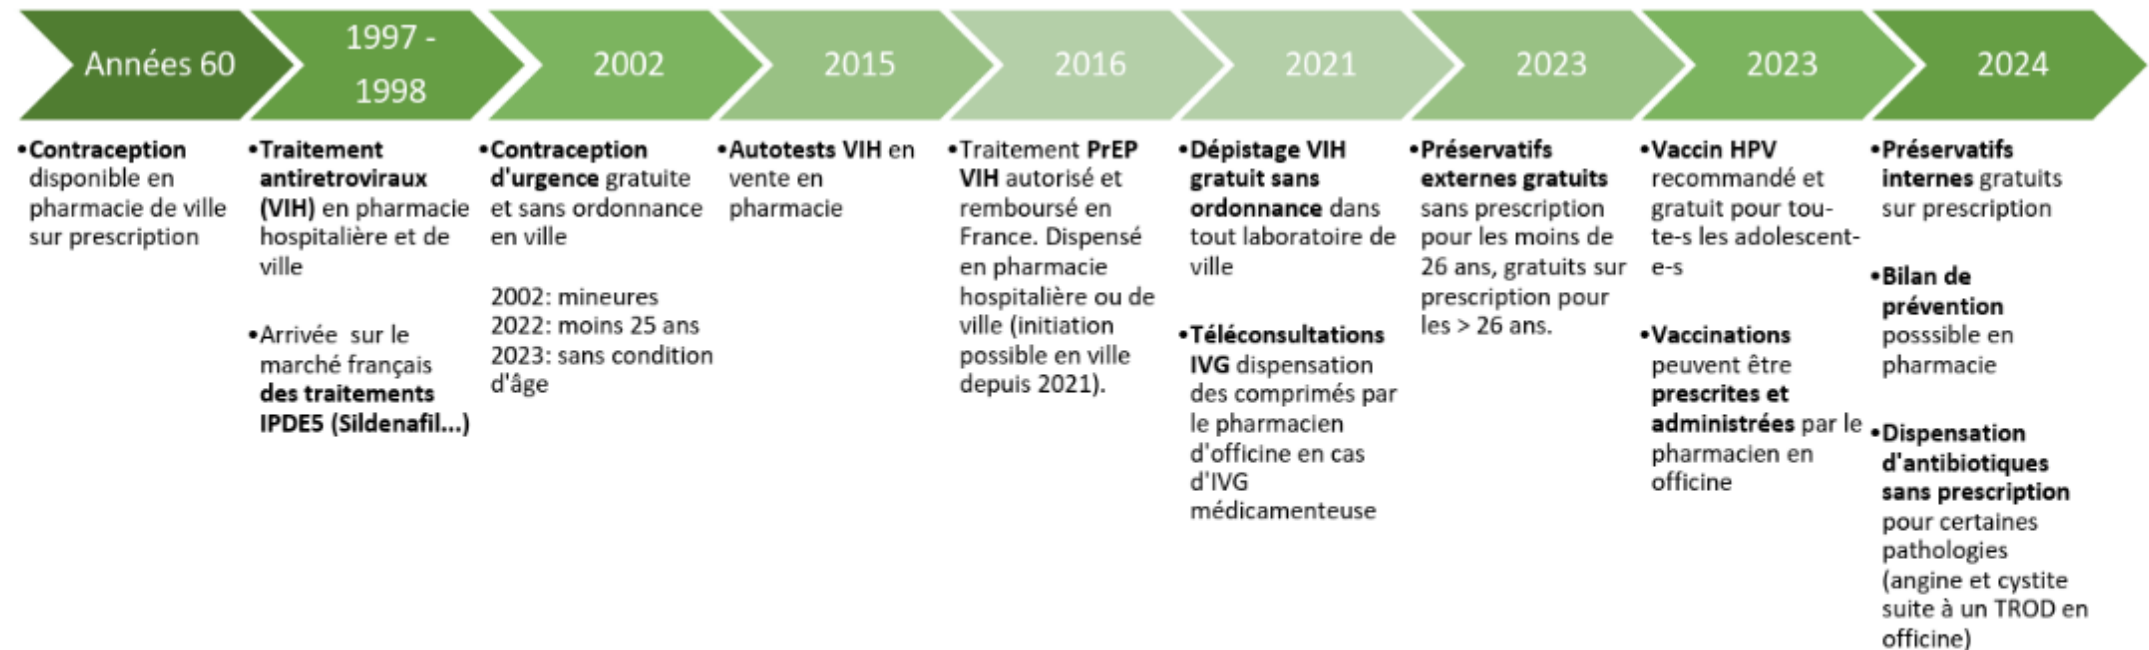 Années 60
1997 -
1998
2002
2015
2016
2021
2023
2023
2024
•Contraception
disponible en
pharmacie de ville
sur prescription
•Traitement
antiretroviraux
(VIH) en pharmacie
hospitalière et de
ville
•Arrivée sur le
marché français
des traitements
IPDE5 (Sildenafil...)
•Contraception
d'urgence gratuite
et sans ordonnance
en ville
2002: mineures
2022: moins 25 ans
2023: sans condition
d'âge
•Autotests VIH en
vente en
pharmacie
•Traitement PrEP
VIH autorisé et
remboursé en
France. Dispensé
en pharmacie
hospitalière ou de
ville (initiation
possible en ville
depuis 2021).
•Dépistage VIH
gratuit sans
ordonnance dans
tout laboratoire de
ville
•Téléconsultations
IVG dispensation
des comprimés par
le pharmacien
d'officine en cas
d'IVG
médicamenteuse
•Préservatifs
externes gratuits
sans prescription
pour les moins de
26 ans, gratuits sur
prescription pour
les > 26 ans.
•Vaccin HPV
recommandé et
gratuit pour tou-
te-s les adolescent-
e-s
•Vaccinations
peuvent être
prescrites et
administrées par le
pharmacien en
officine
•Préservatifs
internes gratuits
sur prescription
•Bilan de
prévention
posssible en
pharmacie
•Dispensation
d'antibiotiques
sans prescription
pour certaines
pathologies
(angine et cystite
suite à un TROD en
officine)